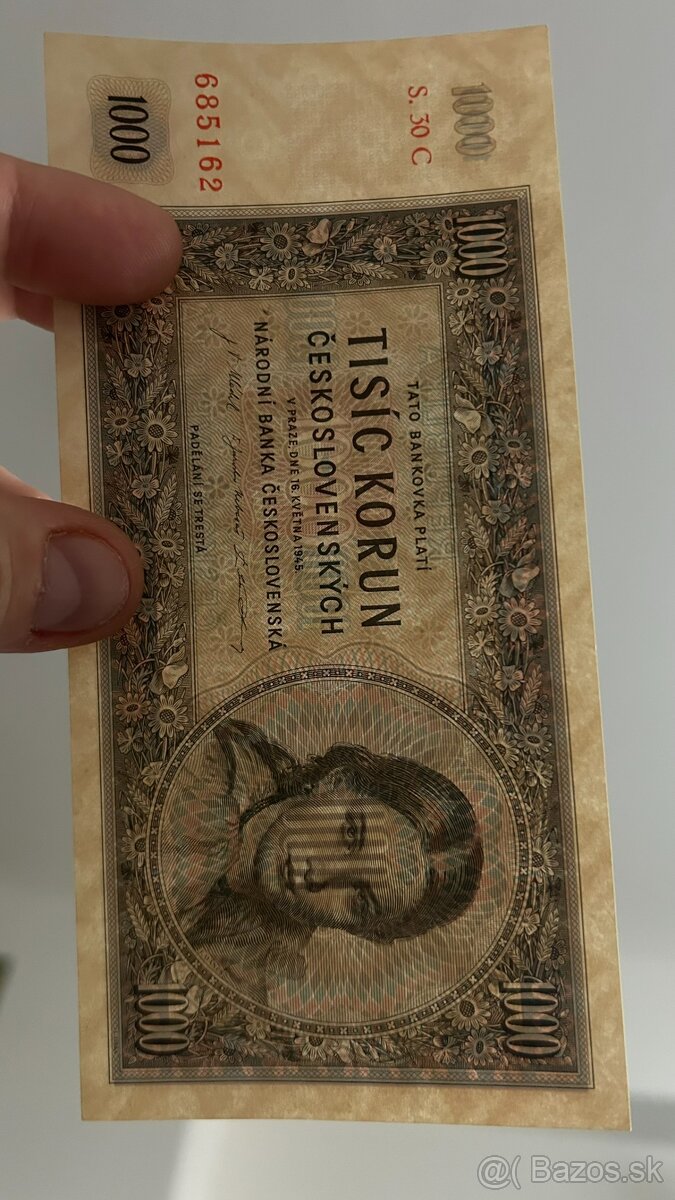 1000
S. 30 C
685162
1000
1000
TATO BANKOVKA PLATÍ
TISÍC KORUN
ČESKOSLOVENSKÝCH
V PRAZE, DNE 16. KVĚTNA 1945
NÁRODNÍ BANKA ČESKOSLOVENSKÁ
PADĚLÁNÍ SE TRESTÁ
1000
1000
@( Bazos.sk